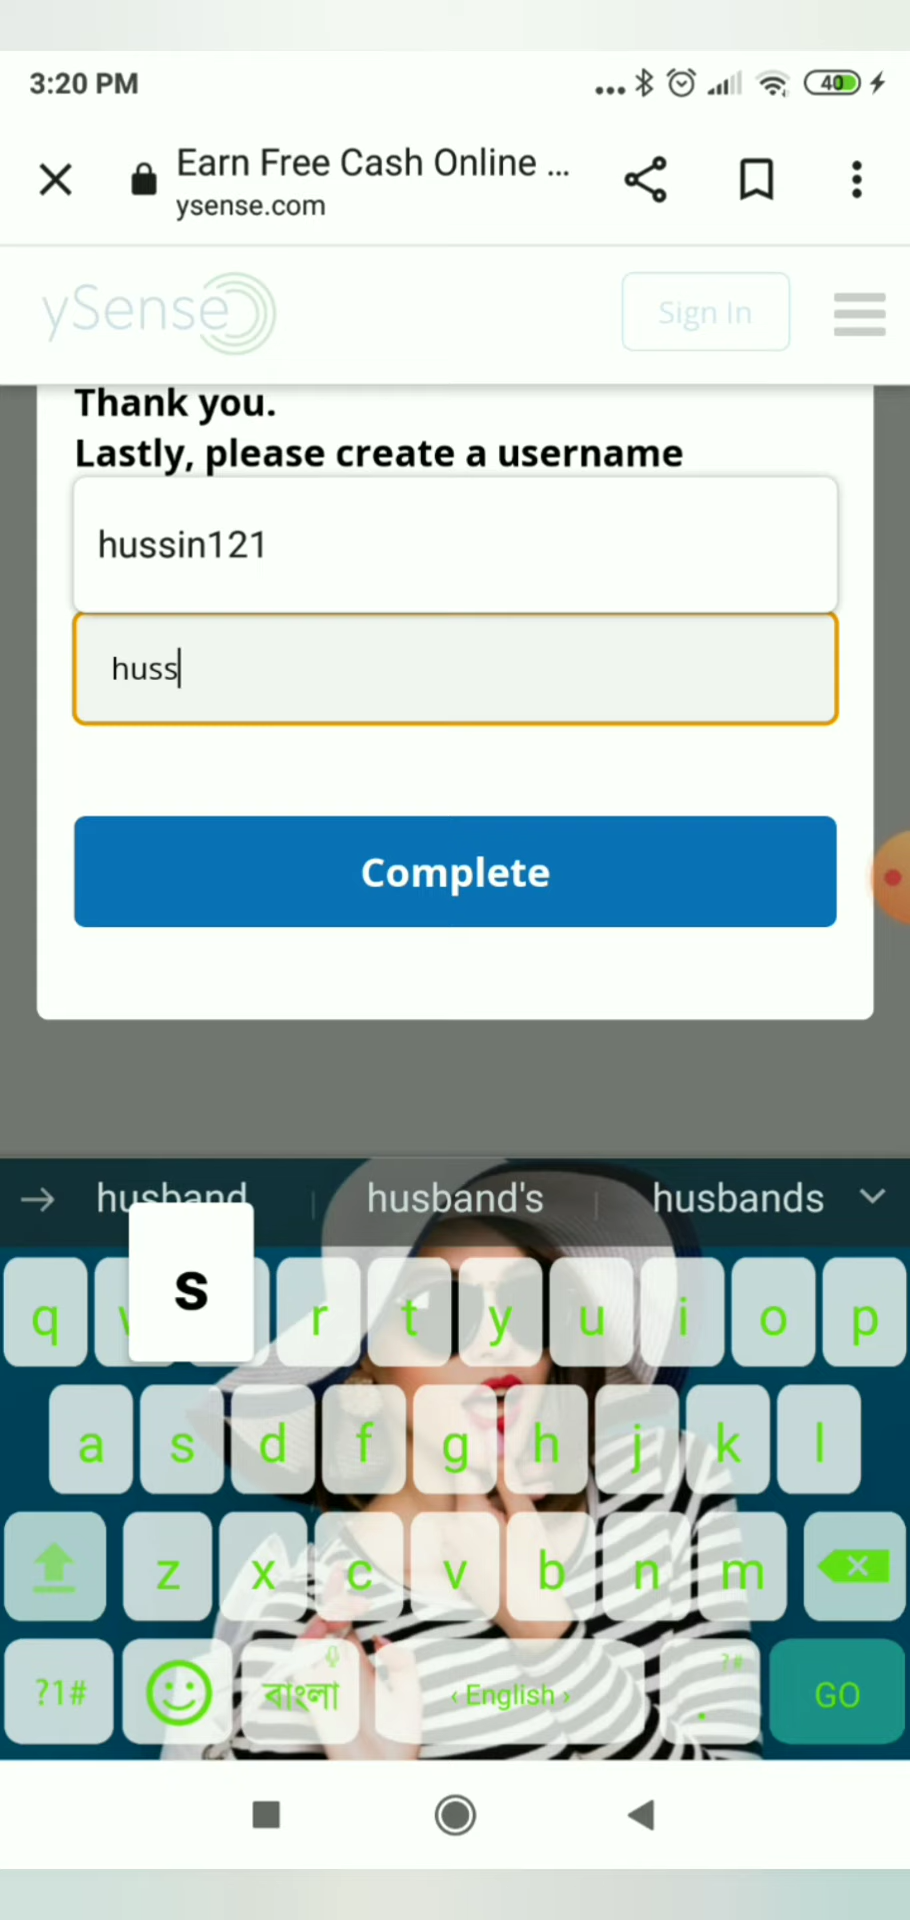 3:20 PM
40
Earn Free Cash Online ...
ysense.com
ySense
Sign In
Thank you.
Lastly, please create a username
hussin121
huss
Complete
husband
husband's
husbands
s
q
r t y u i o p
a s d f g h j k l
z x c v b n m
?1# বাংলা ‹ English › ?# . GO